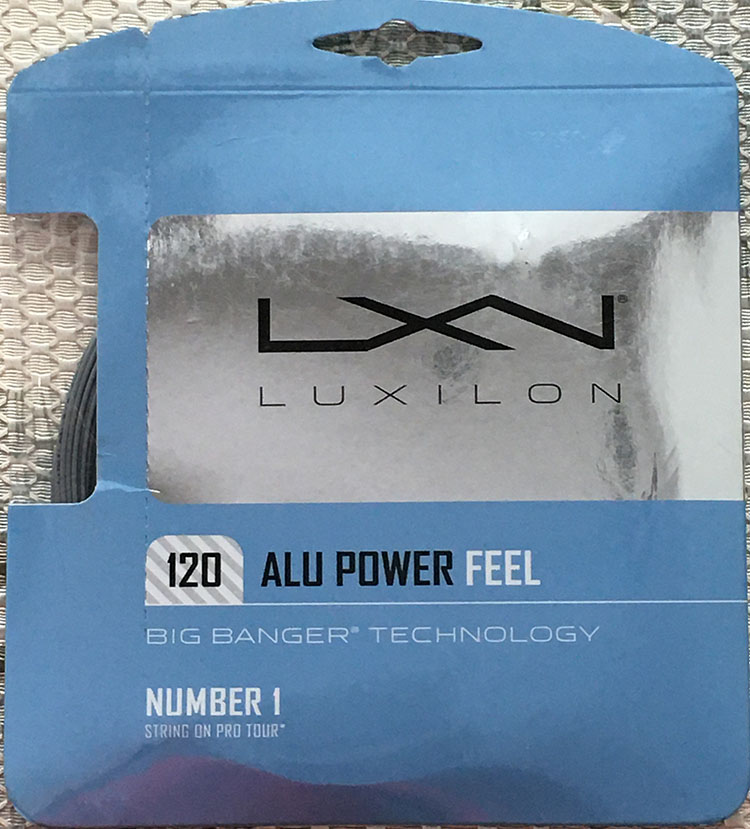 LXN®
LUXILON
120 ALU POWER FEEL
BIG BANGER® TECHNOLOGY
NUMBER 1
STRING ON PRO TOUR*